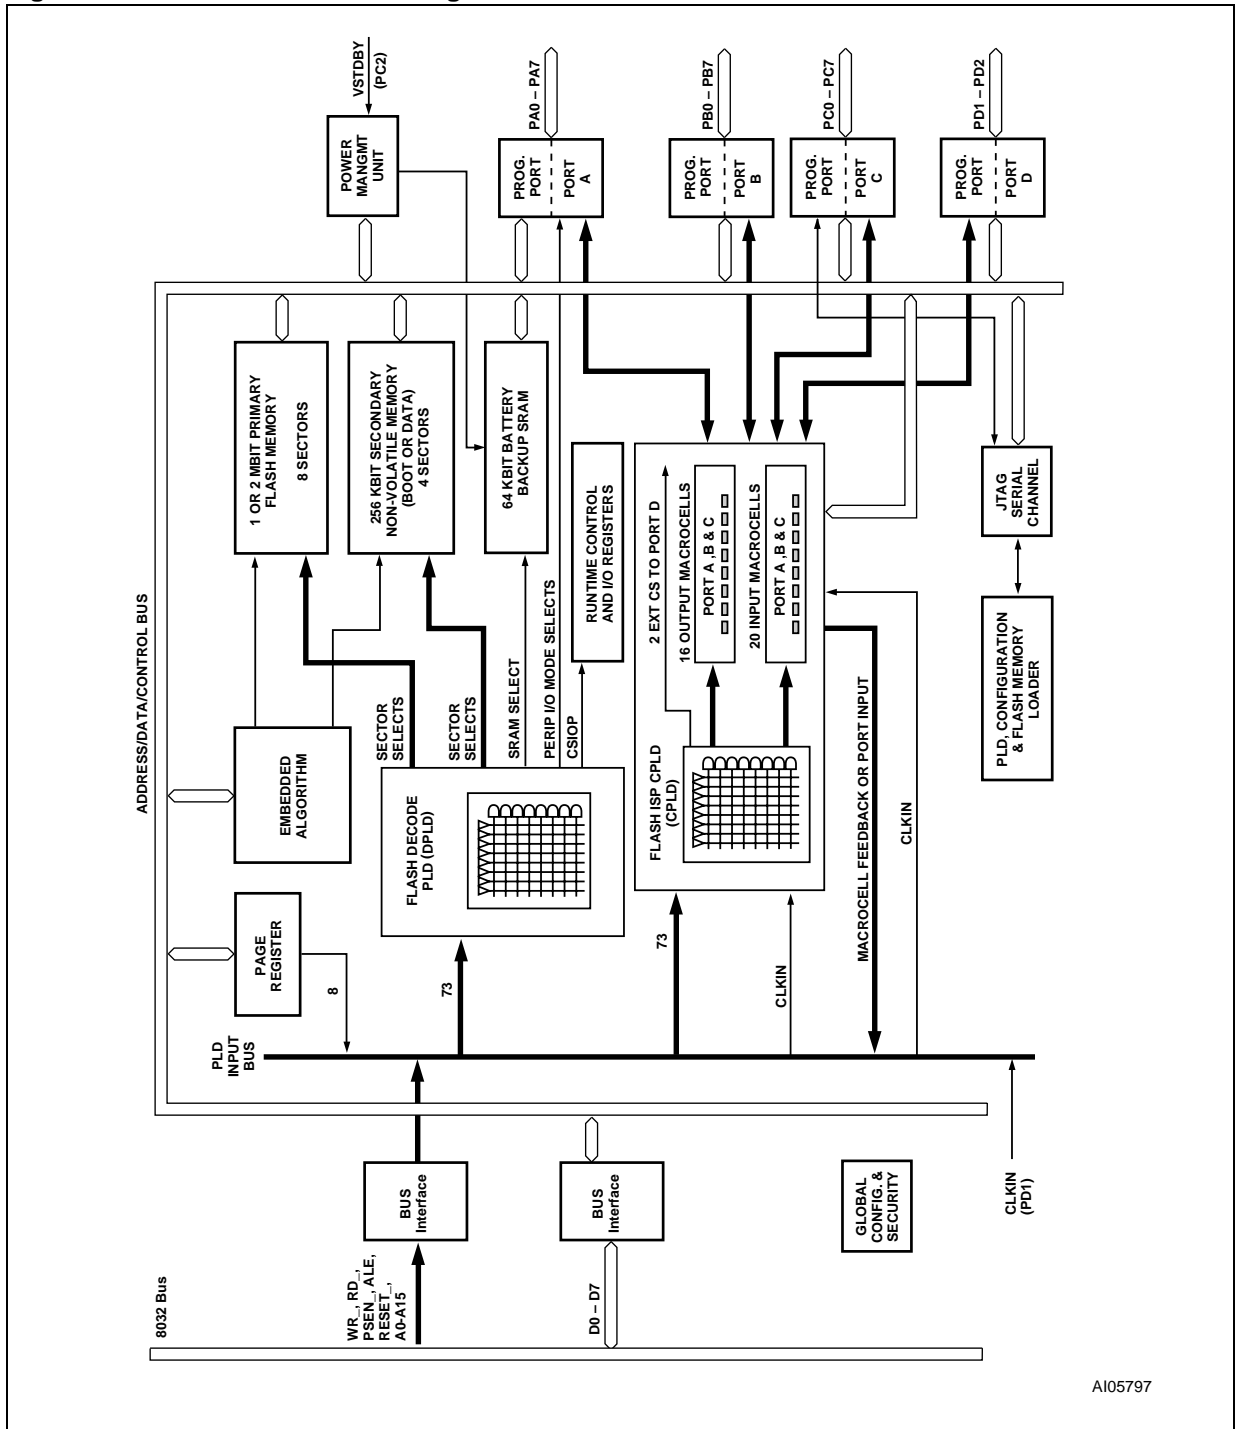 VSTDBY
(PC2)
PA0 – PA7
PB0 – PB7
PC0 – PC7
PD1 – PD2
POWER
MANGMT
UNIT
PROG.
PORT
PORT
A
PROG.
PORT
PORT
B
PROG.
PORT
PORT
C
PROG.
PORT
PORT
D
ADDRESS/DATA/CONTROL BUS
1 OR 2 MBIT PRIMARY
FLASH MEMORY
8 SECTORS
256 KBIT SECONDARY
NON-VOLATILE MEMORY
(BOOT OR DATA)
4 SECTORS
64 KBIT BATTERY
BACKUP SRAM
RUNTIME CONTROL
AND I/O REGISTERS
2 EXT CS TO PORT D
16 OUTPUT MACROCELLS
PORT A ,B & C
20 INPUT MACROCELLS
PORT A ,B & C
JTAG
SERIAL
CHANNEL
PLD, CONFIGURATION
& FLASH MEMORY
LOADER
SECTOR
SELECTS
SECTOR
SELECTS
SRAM SELECT
PERIP I/O MODE SELECTS
CSIOP
EMBEDDED
ALGORITHM
FLASH DECODE
PLD (DPLD)
FLASH ISP CPLD
(CPLD)
MACROCELL FEEDBACK OR PORT INPUT
CLKIN
PAGE
REGISTER
8
73
73
CLKIN
PLD
INPUT
BUS
BUS
Interface
BUS
Interface
GLOBAL
CONFIG. &
SECURITY
CLKIN
(PD1)
8032 Bus
WR_, RD_,
PSEN_, ALE,
RESET_,
A0-A15
D0 – D7
AI05797